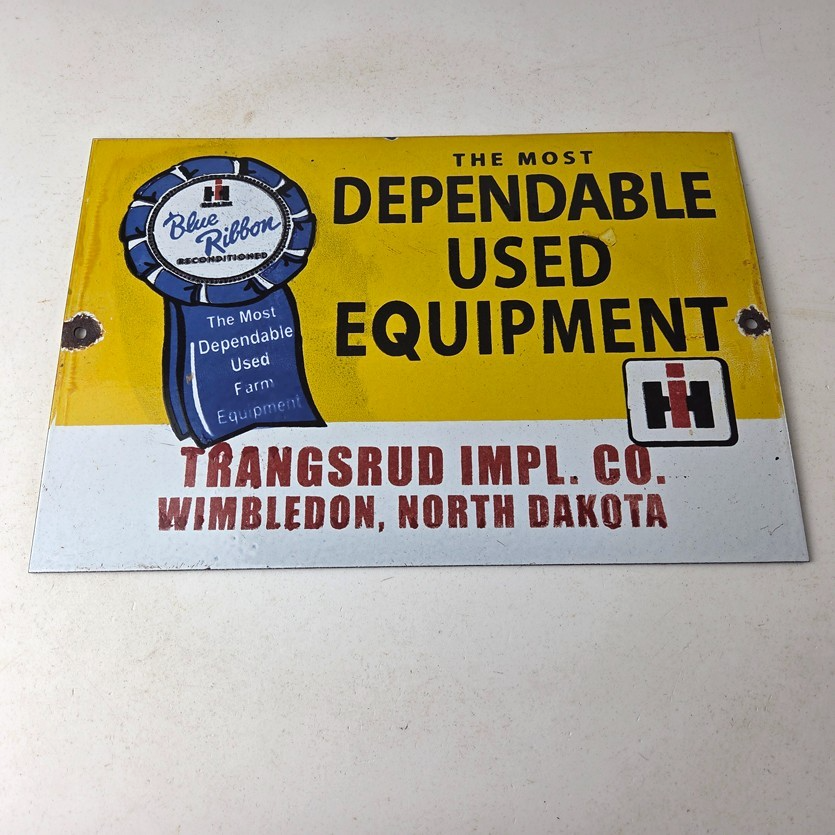 IH
DEALER
Blue
Ribbon
RECONDITIONED
The Most
Dependable
Used
Farm
Equipment
THE MOST
DEPENDABLE
USED
EQUIPMENT
IH
TRANGSRUD IMPL. CO.
WIMBLEDON, NORTH DAKOTA